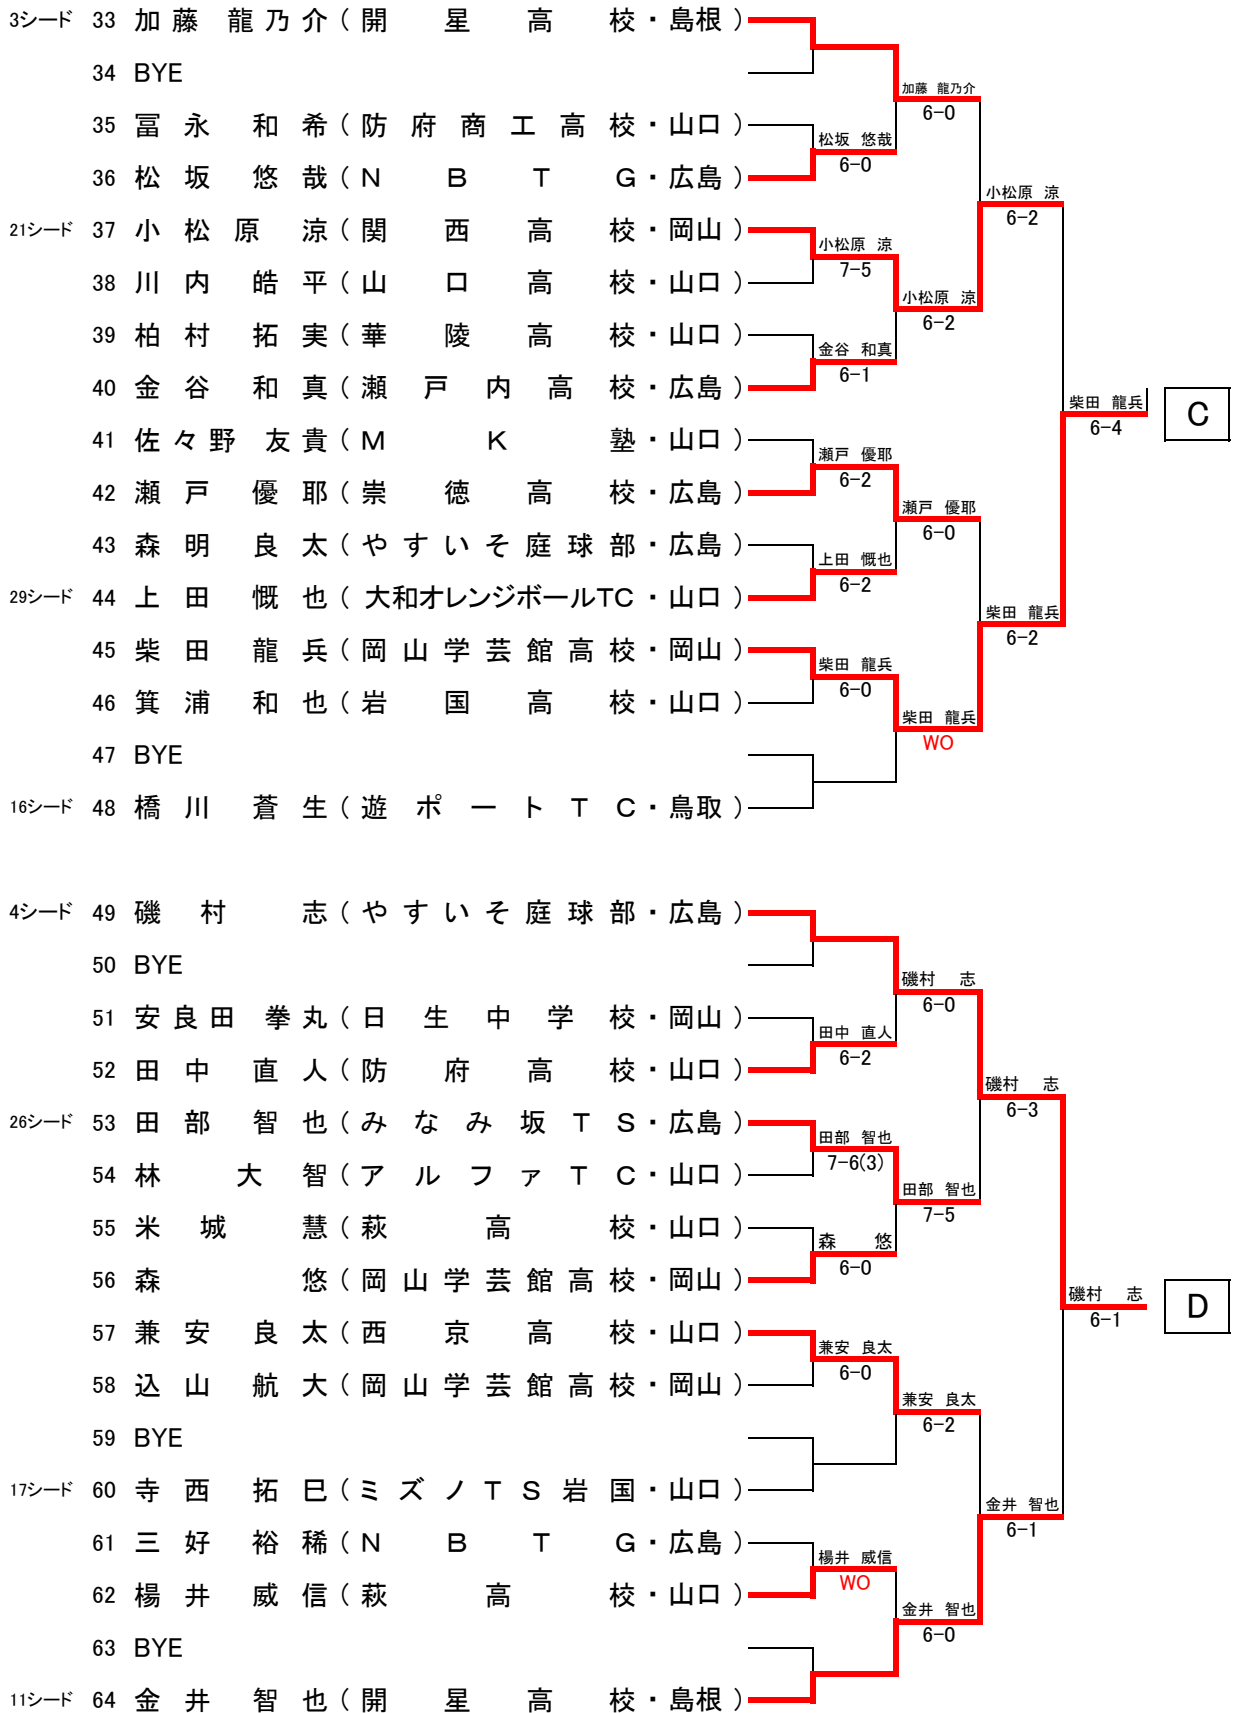 3シード 33 加藤 龍乃介(開星高校・島根)
34 BYE
加藤 龍乃介
6-0
35 冨永 和希(防府商工高校・山口)
松坂 悠哉
6-0
36 松坂 悠哉(NBTG・広島)
小松原 涼
6-2
21シード 37 小松原 涼(関西高校・岡山)
小松原 涼
7-5
38 川内 皓平(山口高校・山口)
小松原 涼
6-2
39 柏村 拓実(華陵高校・山口)
金谷 和真
6-1
40 金谷 和真(瀬戸内高校・広島)
柴田 龍兵
6-4
C
41 佐々野 友貴(MK塾・山口)
瀬戸 優耶
6-2
42 瀬戸 優耶(崇徳高校・広島)
瀬戸 優耶
6-0
43 森明 良太(やすいそ庭球部・広島)
上田 慨也
6-2
29シード 44 上田 慨也(大和オレンジボールTC・山口)
柴田 龍兵
6-2
45 柴田 龍兵(岡山学芸館高校・岡山)
柴田 龍兵
6-0
46 箕浦 和也(岩国高校・山口)
柴田 龍兵
WO
47 BYE
16シード 48 橋川 蒼生(遊ポートTC・鳥取)
4シード 49 磯村 志(やすいそ庭球部・広島)
50 BYE
磯村 志
6-0
51 安良田 拳丸(日生中学校・岡山)
田中 直人
6-2
52 田中 直人(防府高校・山口)
磯村 志
6-3
26シード 53 田部 智也(みなみ坂TS・広島)
田部 智也
7-6(3)
54 林 大智(アルファTC・山口)
田部 智也
7-5
55 米城 慧(萩高校・山口)
森 悠
6-0
56 森 悠(岡山学芸館高校・岡山)
磯村 志
6-1
D
57 兼安 良太(西京高校・山口)
兼安 良太
6-0
58 込山 航大(岡山学芸館高校・岡山)
兼安 良太
6-2
59 BYE
17シード 60 寺西 拓巳(ミズノTS岩国・山口)
金井 智也
6-1
61 三好 裕稀(NBTG・広島)
楊井 威信
WO
62 楊井 威信(萩高校・山口)
金井 智也
6-0
63 BYE
11シード 64 金井 智也(開星高校・島根)